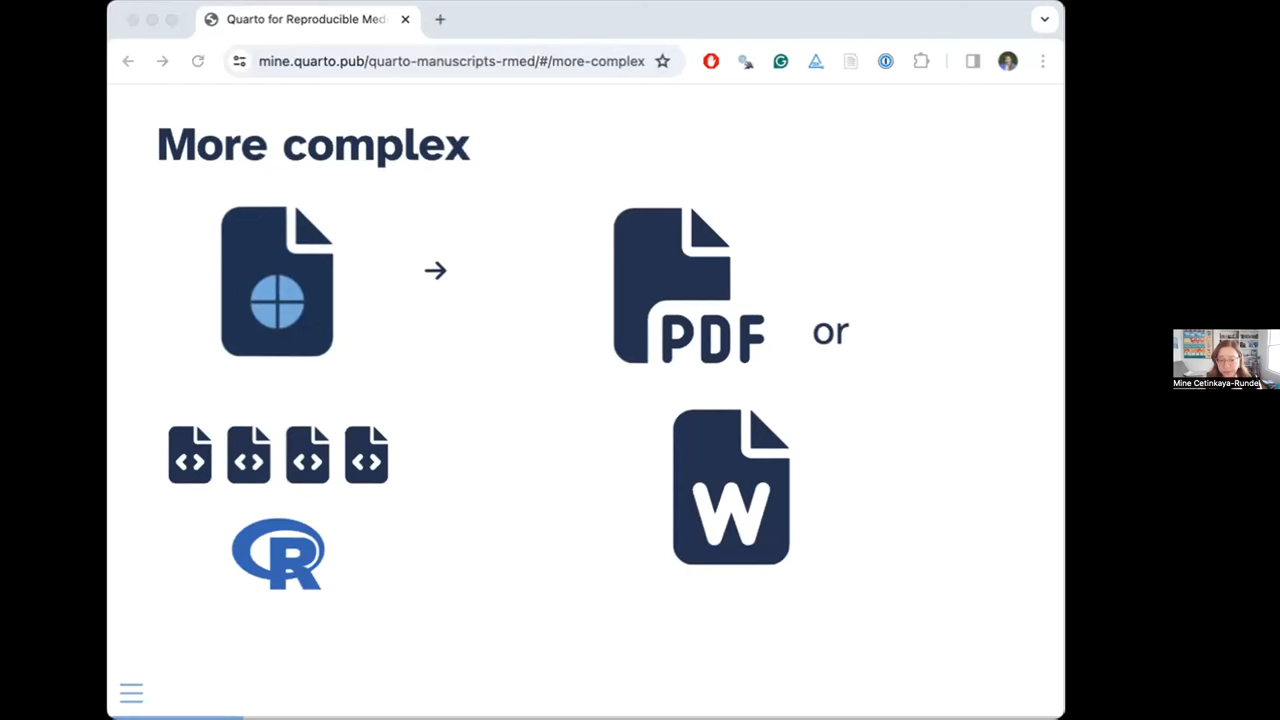 Quarto for Reproducible Med
mine.quarto.pub/quarto-manuscripts-rmed/#/more-complex
More complex
PDF
or
W
R
Mine Cetinkaya-Rundel